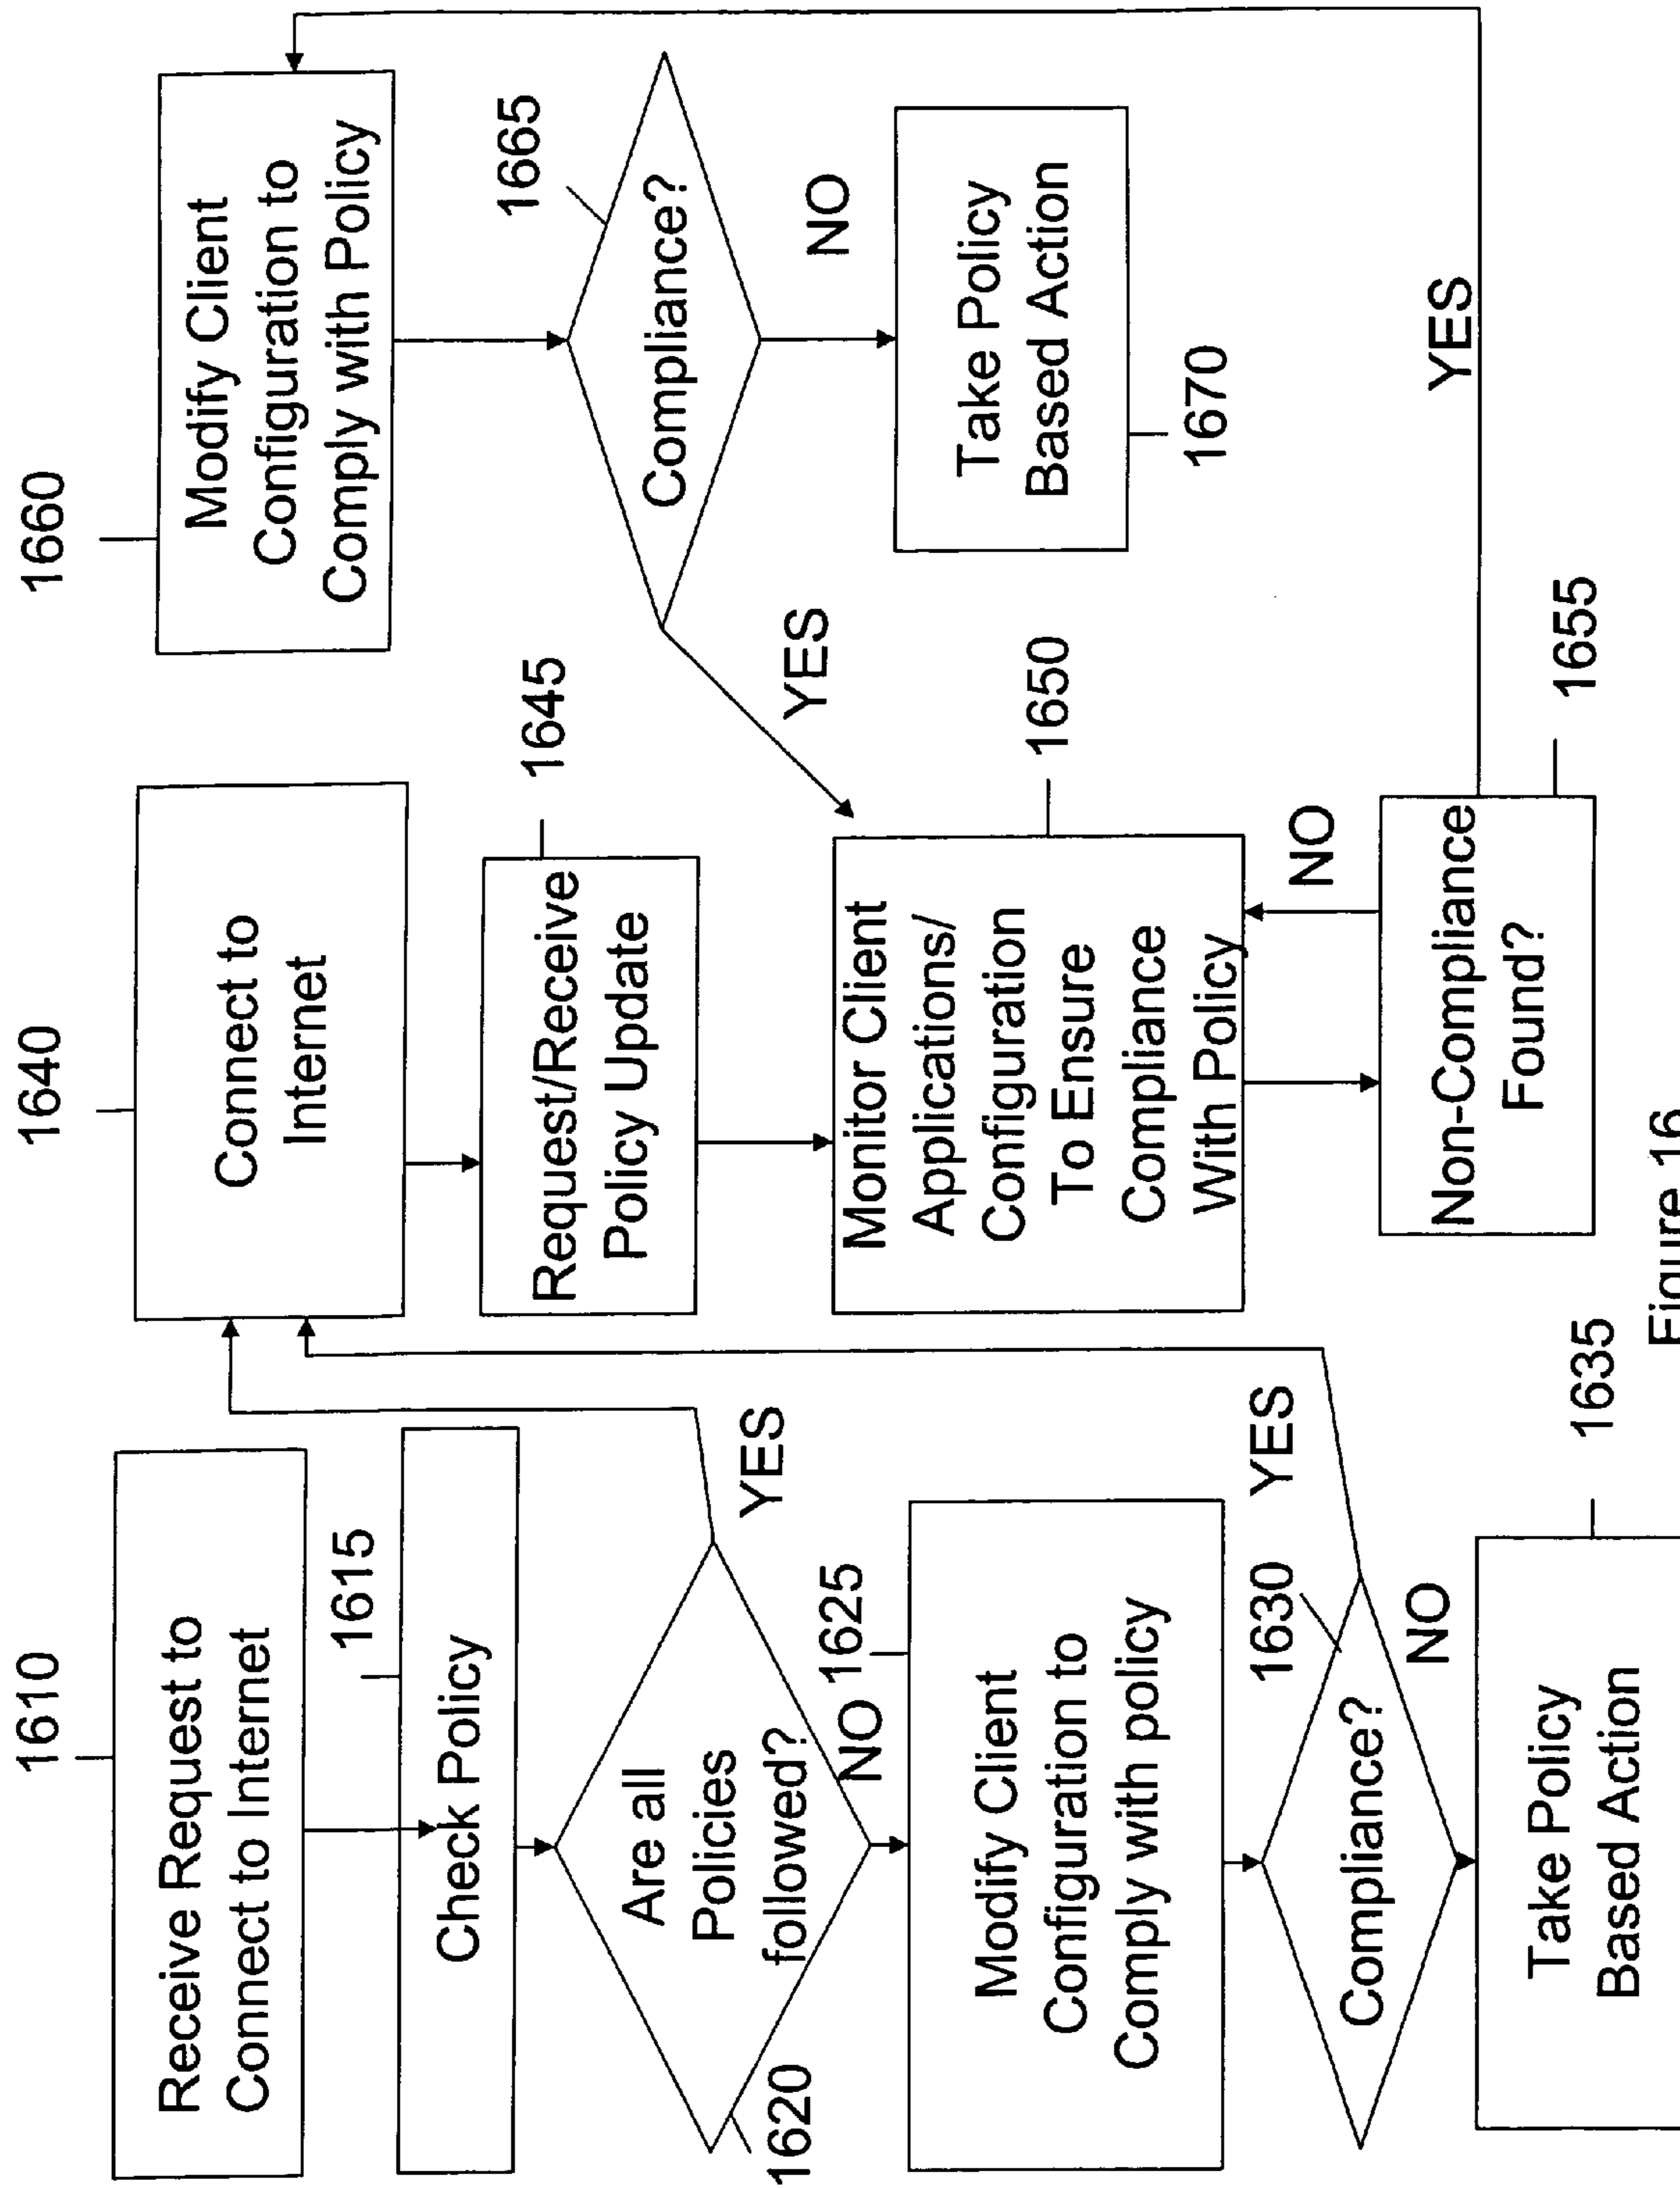 1610
Receive Request to
Connect to Internet
1615
Check Policy
Are all
Policies
followed?
1620
YES
NO
1625
Modify Client
Configuration to
Comply with policy
1630
Compliance?
YES
NO
Take Policy
Based Action
1635
1640
Connect to
Internet
1645
Request/Receive
Policy Update
Monitor Client
Applications/
Configuration
To Ensure
Compliance
With Policy
1650
NO
Non-Compliance
Found?
1655
YES
1660
Modify Client
Configuration to
Comply with Policy
1665
Compliance?
YES
NO
Take Policy
Based Action
1670
Figure 16